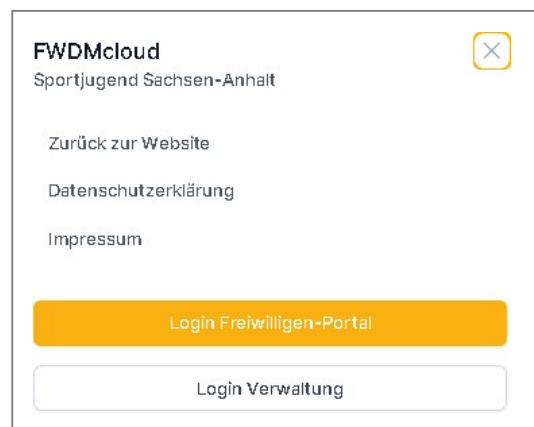 FWDMcloud
Sportjugend Sachsen-Anhalt
Zurück zur Website
Datenschutzerklärung
Impressum
Login Freiwilligen-Portal
Login Verwaltung